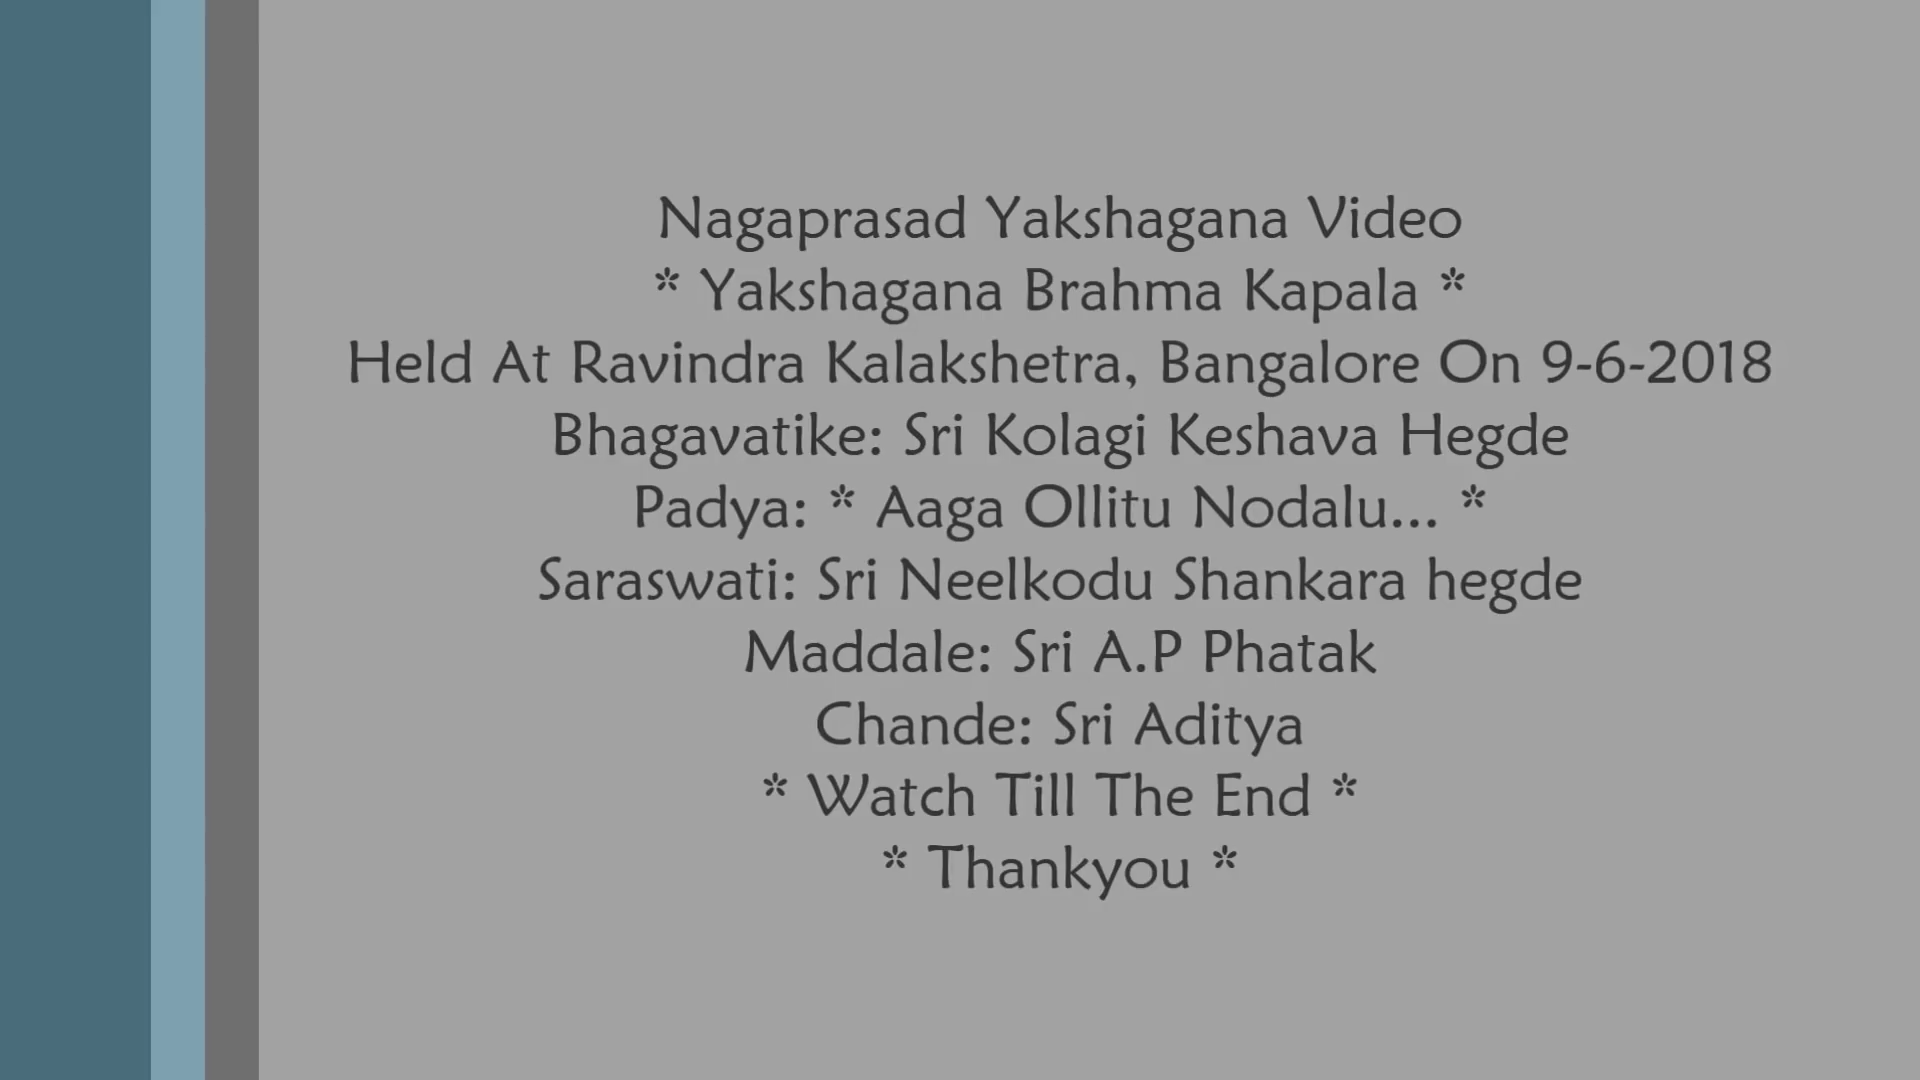 Nagaprasad Yakshagana Video
* Yakshagana Brahma Kapala *
Held At Ravindra Kalakshetra, Bangalore On 9-6-2018
Bhagavatike: Sri Kolagi Keshava Hegde
Padya: * Aaga Ollitu Nodalu... *
Saraswati: Sri Neelkodu Shankara hegde
Maddale: Sri A.P Phatak
Chande: Sri Aditya
* Watch Till The End *
* Thankyou *